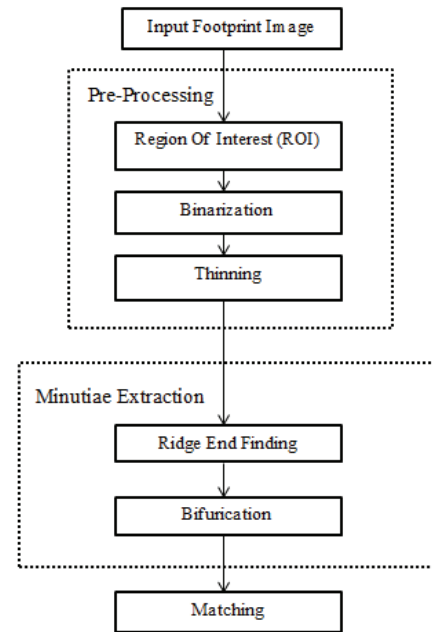 Input Footprint Image
Pre-Processing
Region Of Interest (ROI)
Binarization
Thinning
Minutiae Extraction
Ridge End Finding
Bifurication
Matching